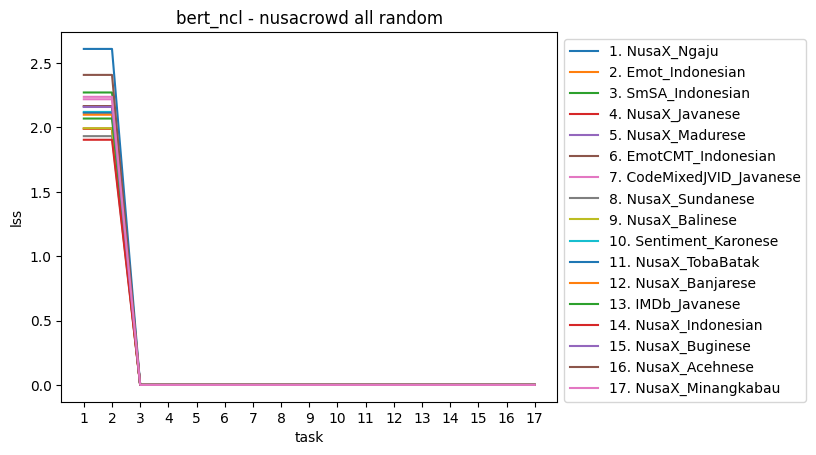 bert_ncl - nusacrowd all random
lss
2.5
2.0
1.5
1.0
0.5
0.0
1 2 3 4 5 6 7 8 9 10 11 12 13 14 15 16 17
task
1. NusaX_Ngaju
2. Emot_Indonesian
3. SmSA_Indonesian
4. NusaX_Javanese
5. NusaX_Madurese
6. EmotCMT_Indonesian
7. CodeMixedJVID_Javanese
8. NusaX_Sundanese
9. NusaX_Balinese
10. Sentiment_Karonese
11. NusaX_TobaBatak
12. NusaX_Banjarese
13. IMDb_Javanese
14. NusaX_Indonesian
15. NusaX_Buginese
16. NusaX_Acehnese
17. NusaX_Minangkabau